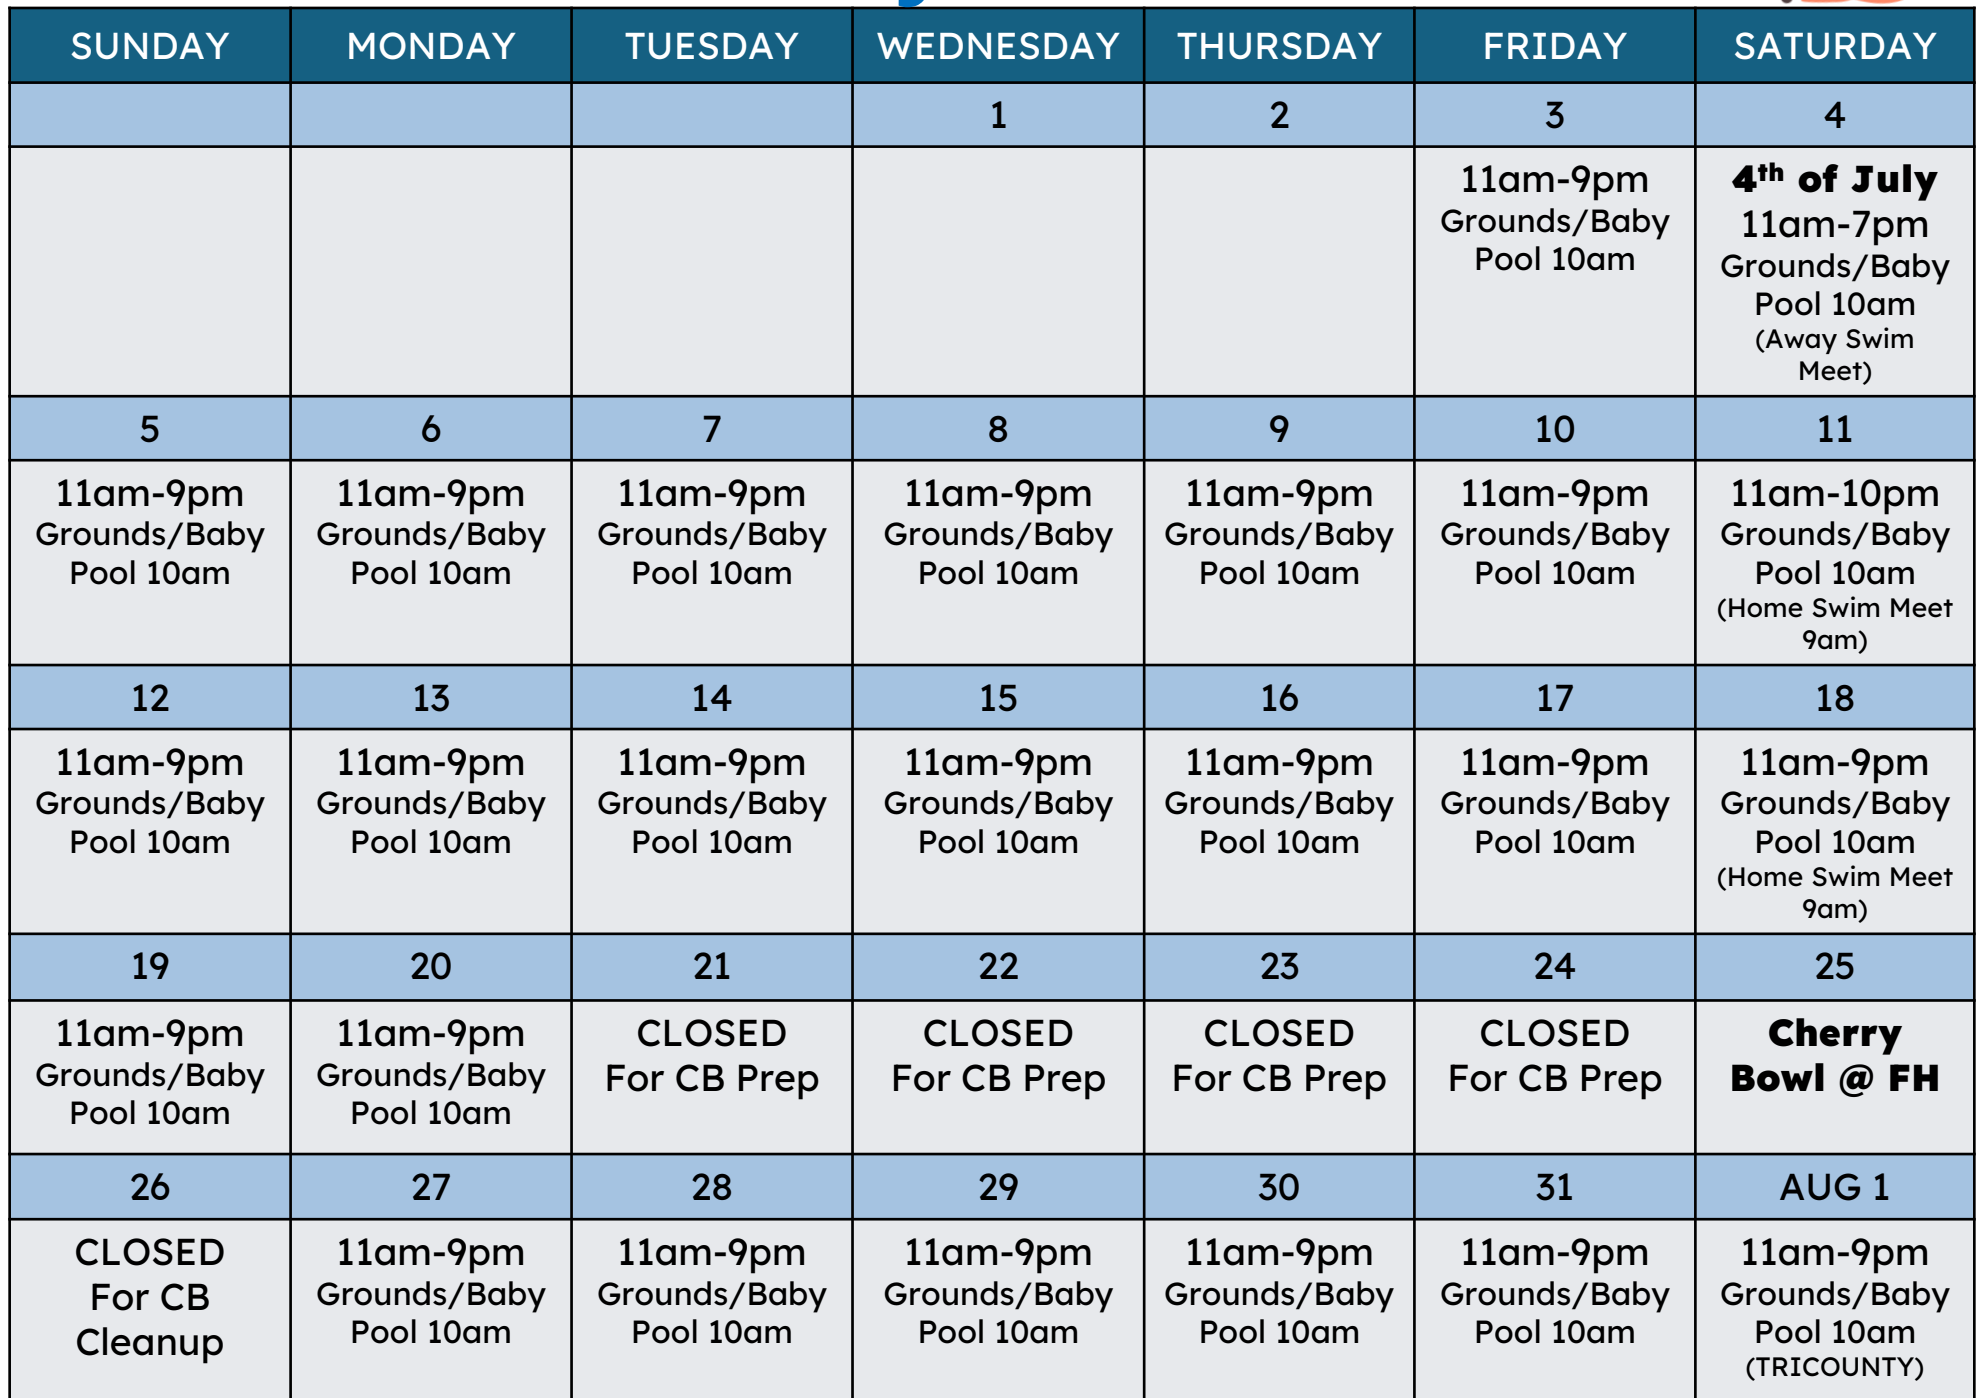 SUNDAY MONDAY TUESDAY WEDNESDAY THURSDAY FRIDAY SATURDAY
1 2 3 4
11am-9pm
Grounds/Baby
Pool 10am
4th of July
11am-7pm
Grounds/Baby
Pool 10am
(Away Swim
Meet)
5 6 7 8 9 10 11
11am-9pm
Grounds/Baby
Pool 10am
11am-9pm
Grounds/Baby
Pool 10am
11am-9pm
Grounds/Baby
Pool 10am
11am-9pm
Grounds/Baby
Pool 10am
11am-9pm
Grounds/Baby
Pool 10am
11am-9pm
Grounds/Baby
Pool 10am
11am-10pm
Grounds/Baby
Pool 10am
(Home Swim Meet
9am)
12 13 14 15 16 17 18
11am-9pm
Grounds/Baby
Pool 10am
11am-9pm
Grounds/Baby
Pool 10am
11am-9pm
Grounds/Baby
Pool 10am
11am-9pm
Grounds/Baby
Pool 10am
11am-9pm
Grounds/Baby
Pool 10am
11am-9pm
Grounds/Baby
Pool 10am
11am-9pm
Grounds/Baby
Pool 10am
(Home Swim Meet
9am)
19 20 21 22 23 24 25
11am-9pm
Grounds/Baby
Pool 10am
11am-9pm
Grounds/Baby
Pool 10am
CLOSED
For CB Prep
CLOSED
For CB Prep
CLOSED
For CB Prep
CLOSED
For CB Prep
Cherry
Bowl @ FH
26 27 28 29 30 31 AUG 1
CLOSED
For CB
Cleanup
11am-9pm
Grounds/Baby
Pool 10am
11am-9pm
Grounds/Baby
Pool 10am
11am-9pm
Grounds/Baby
Pool 10am
11am-9pm
Grounds/Baby
Pool 10am
11am-9pm
Grounds/Baby
Pool 10am
11am-9pm
Grounds/Baby
Pool 10am
(TRICOUNTY)